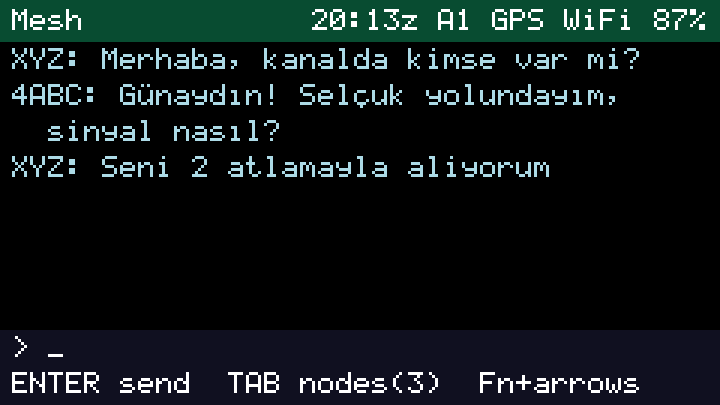 Mesh 20:13z A1 GPS WiFi 87%
XYZ: Merhaba, kanalda kimse var mi?
4ABC: Günaydın! Selçuk yolundayım,
sinyal nasıl?
XYZ: Seni 2 atlamayla aliyorum
> _
ENTER send TAB nodes(3) Fn+arrows